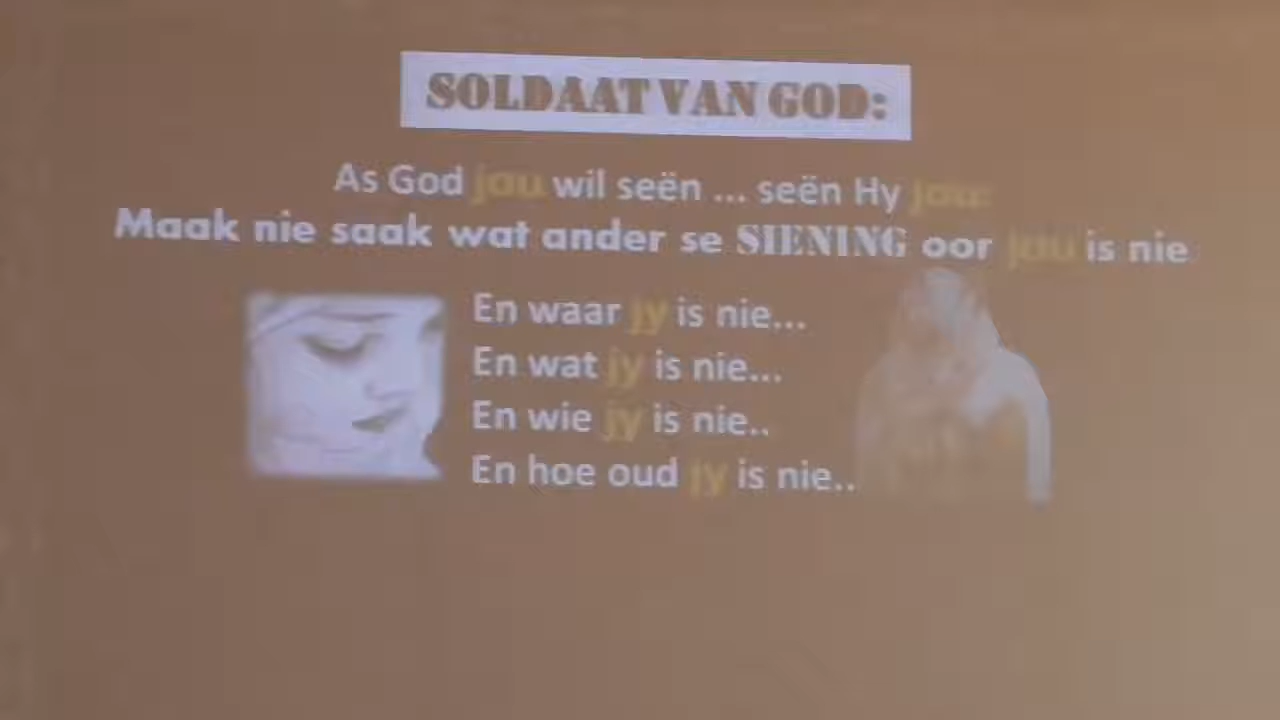 SOLDAAT VAN GOD:
As God jou wil seën ... seën Hy jou:
Maak nie saak wat ander se SIENING oor jou is nie
En waar jy is nie...
En wat jy is nie...
En wie jy is nie..
En hoe oud jy is nie..